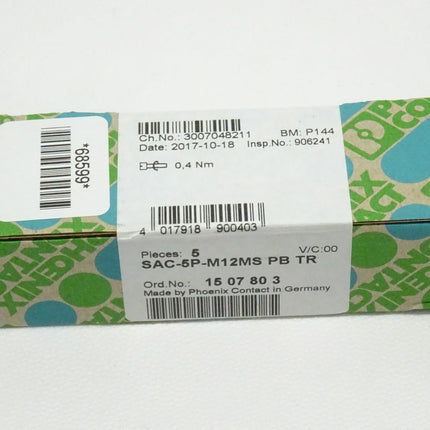 *68599*
Ch.No.: 3007048211
BM: P144
Date: 2017-10-18
Insp.No.: 906241
0,4 Nm
4 017918 900403
Pieces: 5
V/C:00
SAC-5P-M12MS PB TR
Ord.No.: 15 07 80 3
Made by Phoenix Contact in Germany
PHOENIX
CONTACT